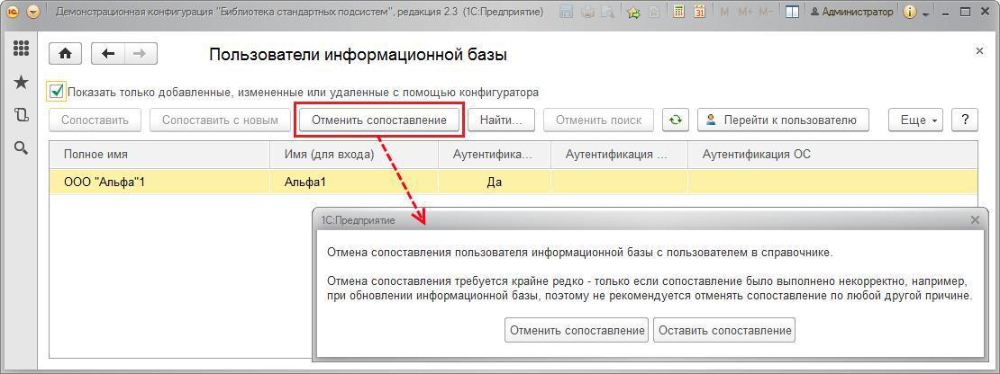 Демонстрационная конфигурация "Библиотека стандартных подсистем", редакция 2.3 (1С:Предприятие) M M+ M- Администратор
Пользователи информационной базы
Показать только добавленные, измененные или удаленные с помощью конфигуратора
Сопоставить Сопоставить с новым Отменить сопоставление Найти... Отменить поиск Перейти к пользователю Еще ?
Полное имя Имя (для входа) Аутентифика... Аутентификация ... Аутентификация ОС
ООО "Альфа"1 Альфа1 Да
1С:Предприятие
Отмена сопоставления пользователя информационной базы с пользователем в справочнике.
Отмена сопоставления требуется крайне редко - только если сопоставление было выполнено некорректно, например,
при обновлении информационной базы, поэтому не рекомендуется отменять сопоставление по любой другой причине.
Отменить сопоставление Оставить сопоставление